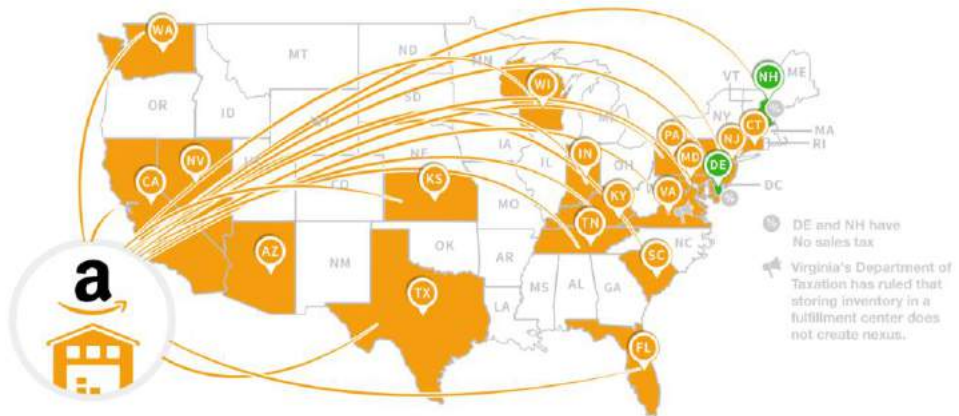 WA
MT
ND
MN
OR
ID
SD
WI
MI
VT
NH
ME
NY
MA
RI
CT
PA
NJ
NV
CA
NE
IA
IL
IN
OH
MD
DE
DC
CO
KS
MO
KY
VA
AZ
NM
OK
AR
TN
NC
SC
TX
LA
MS
AL
GA
FL
a
%
%
% DE and NH have
No sales tax
Virginia's Department of
Taxation has ruled that
storing inventory in a
fulfillment center does
not create nexus.